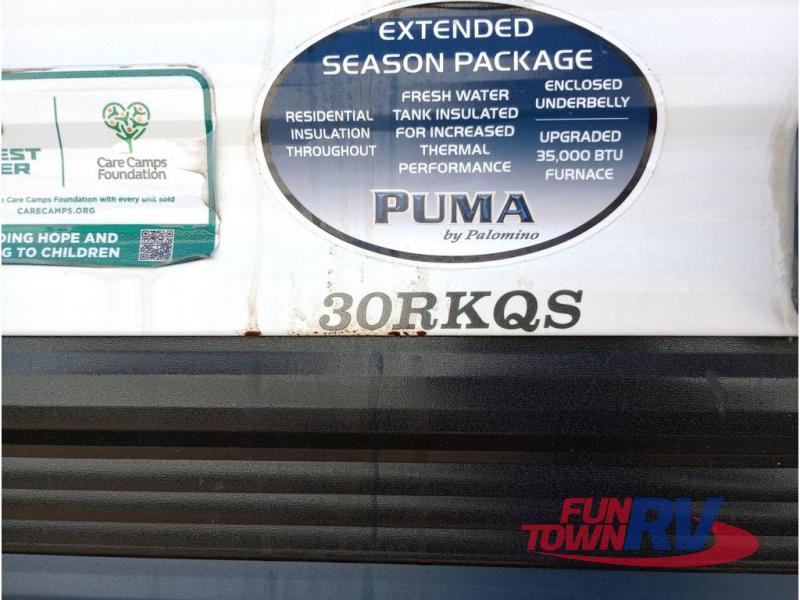 EXTENDED
SEASON PACKAGE
RESIDENTIAL
INSULATION
THROUGHOUT
FRESH WATER
TANK INSULATED
FOR INCREASED
THERMAL
PERFORMANCE
ENCLOSED
UNDERBELLY
UPGRADED
35,000 BTU
FURNACE
PUMA
by Palomino
Care Camps
Foundation
Care Camps Foundation with every unit sold
CARECAMPS.ORG
HOPE AND
TO CHILDREN
30RKQS
FUN
TOWN RV